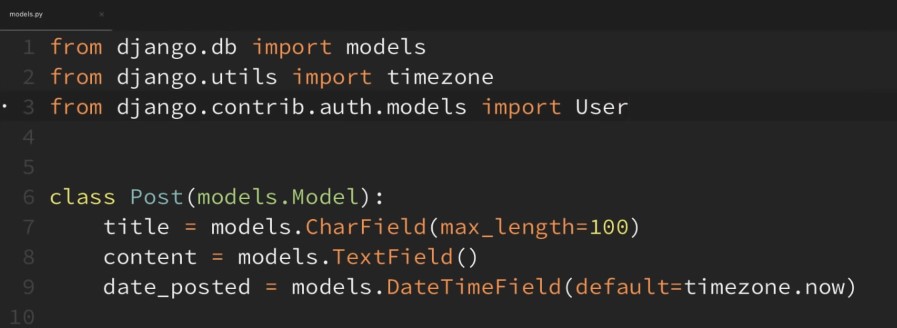 models.py
1 from django.db import models
2 from django.utils import timezone
3 from django.contrib.auth.models import User
4
5
6 class Post(models.Model):
7     title = models.CharField(max_length=100)
8     content = models.TextField()
9     date_posted = models.DateTimeField(default=timezone.now)
10